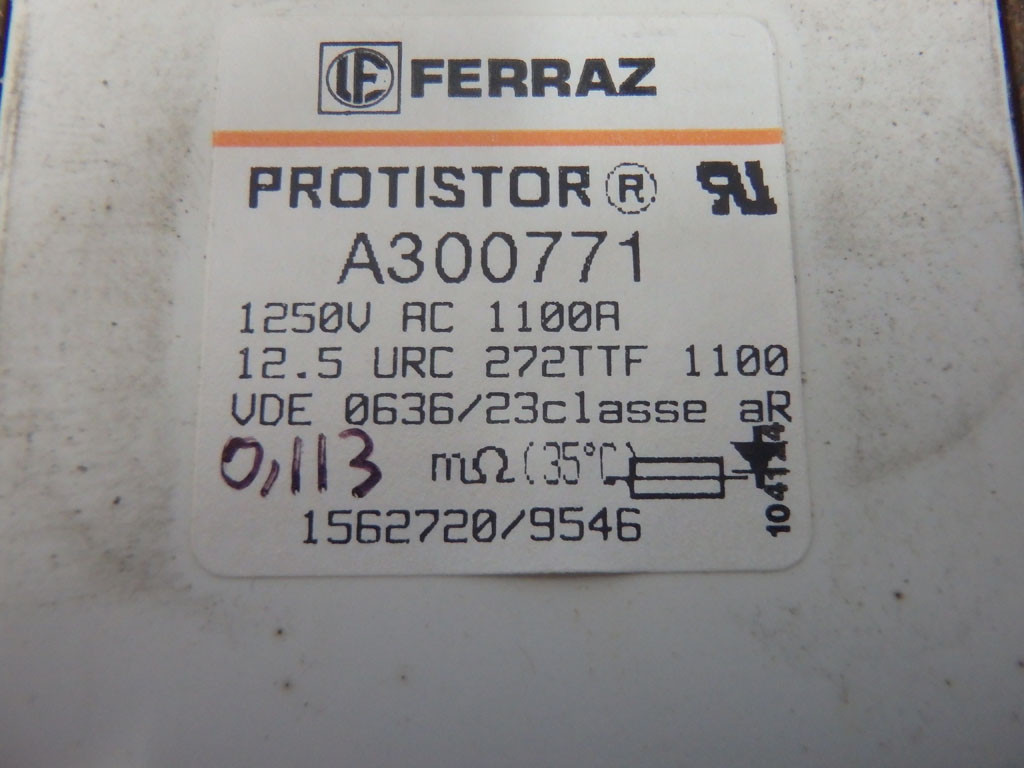 FERRAZ
PROTISTOR ®
A300771
1250V AC 1100A
12.5 URC 272TTF 1100
VDE 0636/23classe aR
0,113 mΩ(35°C)
1562720/9546